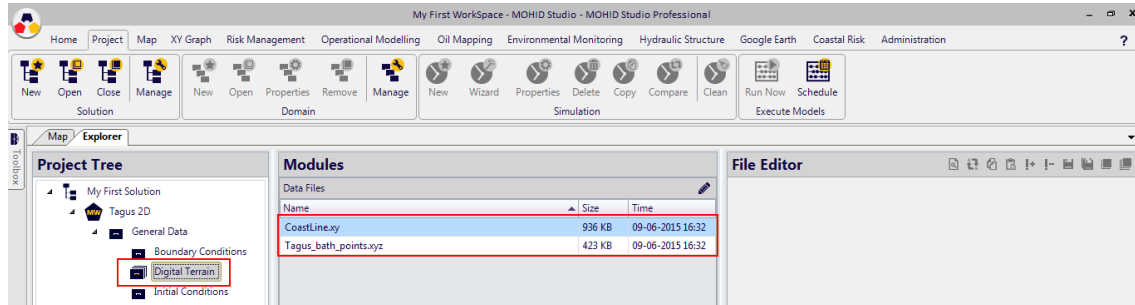 My First WorkSpace - MOHID Studio - MOHID Studio Professional
Home Project Map XY Graph Risk Management Operational Modelling Oil Mapping Environmental Monitoring Hydraulic Structure Google Earth Coastal Risk Administration ?
New Open Close Manage New Open Properties Remove Manage New Wizard Properties Delete Copy Compare Clean Run Now Schedule
Solution Domain Simulation Execute Models
Map Explorer
Toolbox
Project Tree Modules File Editor
Data Files
My First Solution
Name Size Time
MW Tagus 2D
CoastLine.xy 936 KB 09-06-2015 16:32
General Data
Tagus_bath_points.xyz 423 KB 09-06-2015 16:32
Boundary Conditions
Digital Terrain
Initial Conditions